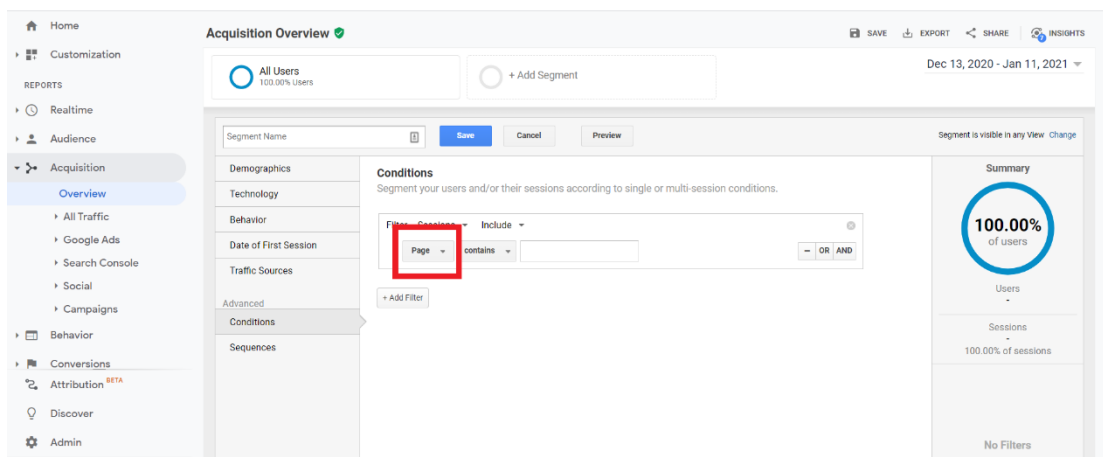 Home
Customization
REPORTS
Realtime
Audience
Acquisition
Overview
All Traffic
Google Ads
Search Console
Social
Campaigns
Behavior
Conversions
Attribution BETA
Discover
Admin
Acquisition Overview
SAVE EXPORT SHARE INSIGHTS
All Users
100.00% Users
+ Add Segment
Dec 13, 2020 - Jan 11, 2021
Segment Name Save Cancel Preview Segment is visible in any View Change
Demographics
Technology
Behavior
Date of First Session
Traffic Sources
Advanced
Conditions
Sequences
Conditions
Segment your users and/or their sessions according to single or multi-session conditions.
Filter Sessions Include
Page contains - OR AND
+ Add Filter
Summary
100.00%
of users
Users
-
Sessions
-
100.00% of sessions
No Filters